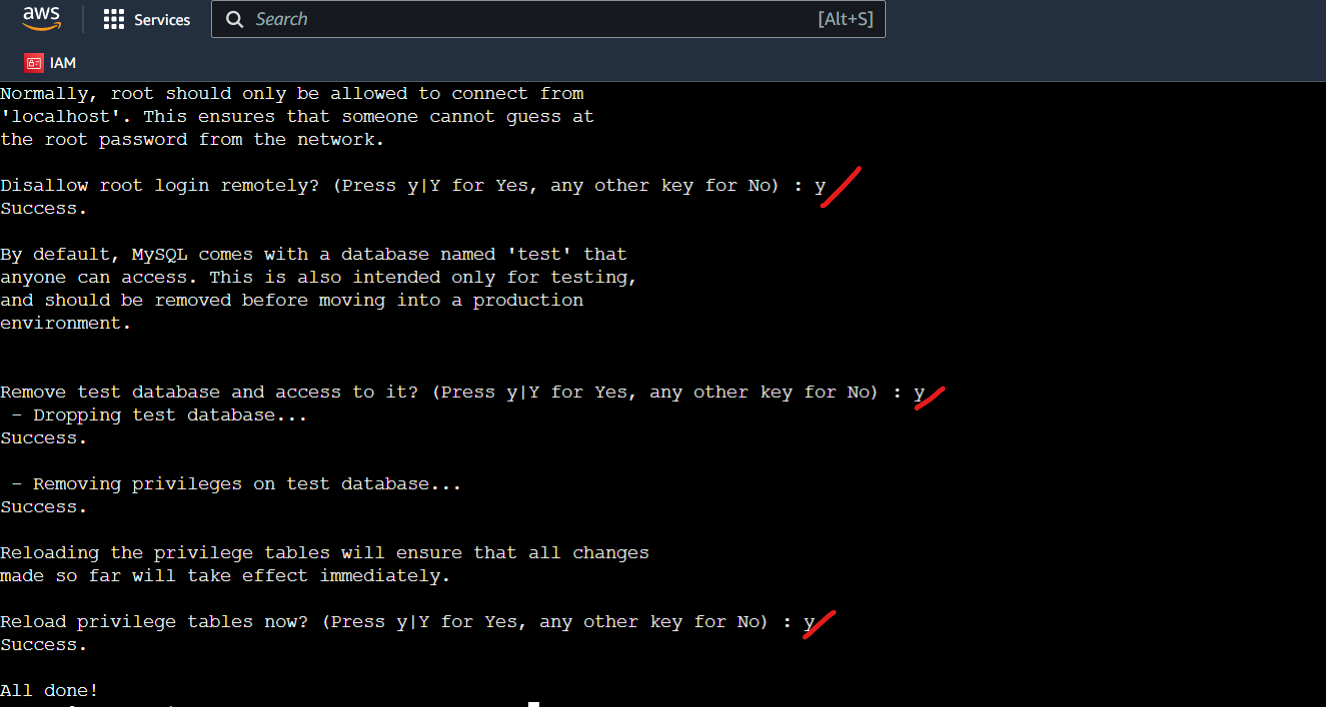 aws
Services
Search
[Alt+S]
IAM
Normally, root should only be allowed to connect from
'localhost'. This ensures that someone cannot guess at
the root password from the network.
Disallow root login remotely? (Press y|Y for Yes, any other key for No) : y
Success.
By default, MySQL comes with a database named 'test' that
anyone can access. This is also intended only for testing,
and should be removed before moving into a production
environment.
Remove test database and access to it? (Press y|Y for Yes, any other key for No) : y
 - Dropping test database...
Success.
 - Removing privileges on test database...
Success.
Reloading the privilege tables will ensure that all changes
made so far will take effect immediately.
Reload privilege tables now? (Press y|Y for Yes, any other key for No) : y
Success.
All done!